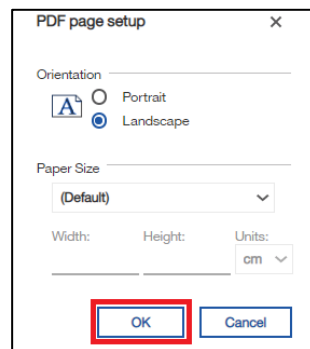 PDF page setup
Orientation
A
Portrait
Landscape
Paper Size
(Default)
Width: Height: Units:
cm
OK Cancel